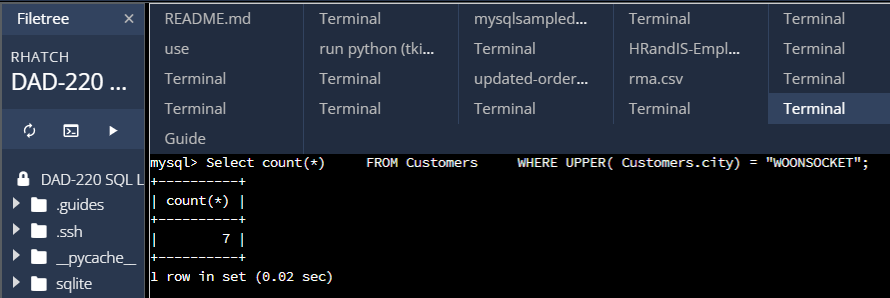 Filetree ×
RHATCH
DAD-220 ...
DAD-220 SQL L
.guides
.ssh
__pycache__
sqlite
README.md Terminal mysqlsampled... Terminal Terminal
use run python (tki... Terminal HRandIS-Empl... Terminal
Terminal Terminal updated-order... rma.csv Terminal
Terminal Terminal Terminal Terminal Terminal
Guide
mysql> Select count(*)     FROM Customers     WHERE UPPER( Customers.city) = "WOONSOCKET";
+----------+
| count(*) |
+----------+
|        7 |
+----------+
1 row in set (0.02 sec)